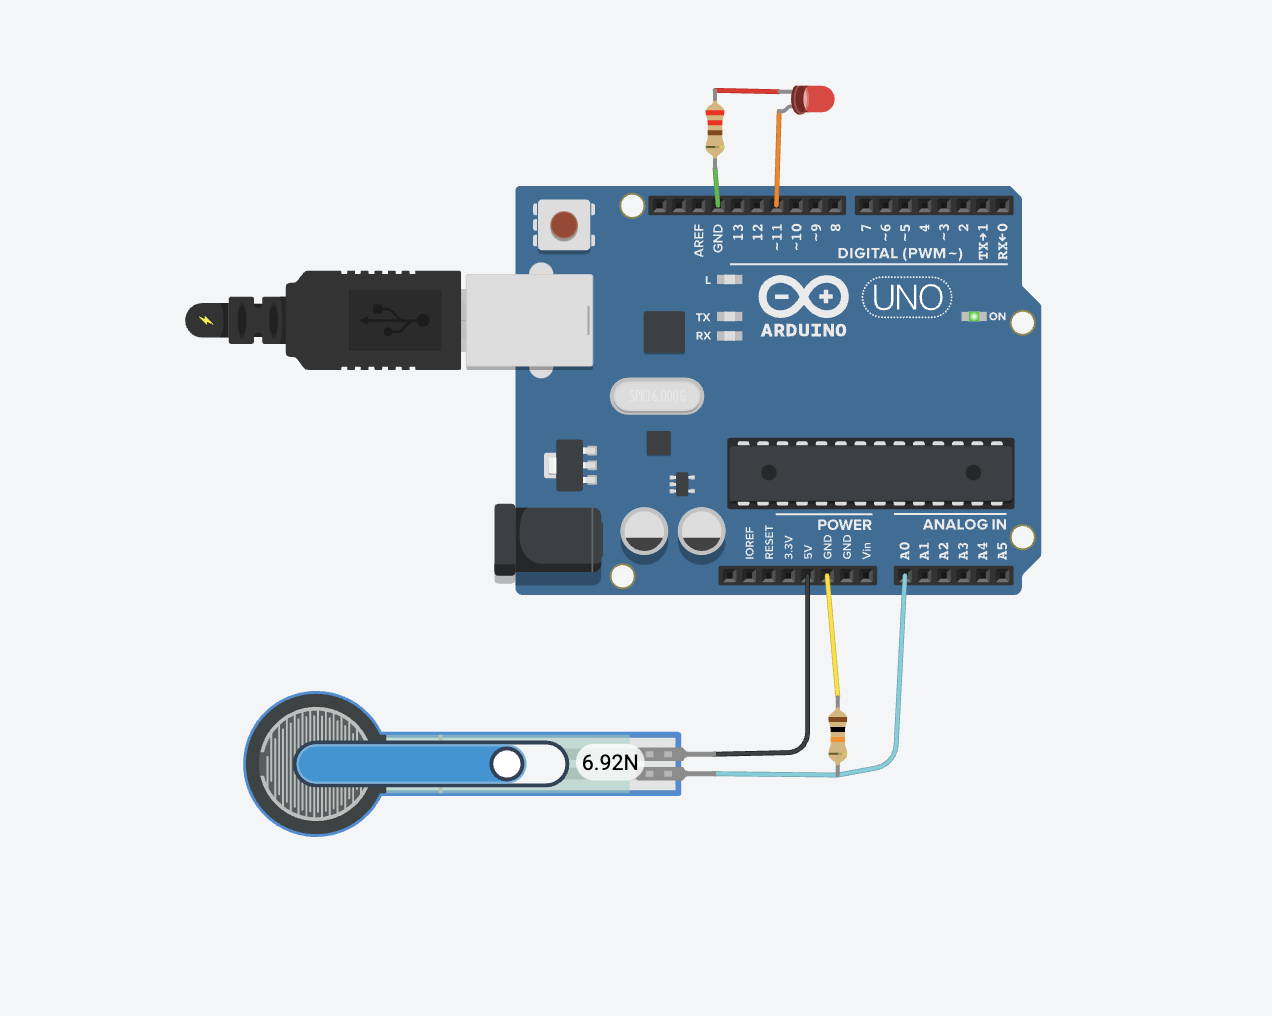 AREF
GND
13
12
~11
~10
~9
8
7
~6
~5
4
~3
2
TX→1
RX←0
DIGITAL (PWM~)
L
TX
RX
UNO
ARDUINO
ON
SPK16.000G
POWER
ANALOG IN
IOREF
RESET
3.3V
5V
GND
GND
Vin
A0
A1
A2
A3
A4
A5
6.92N